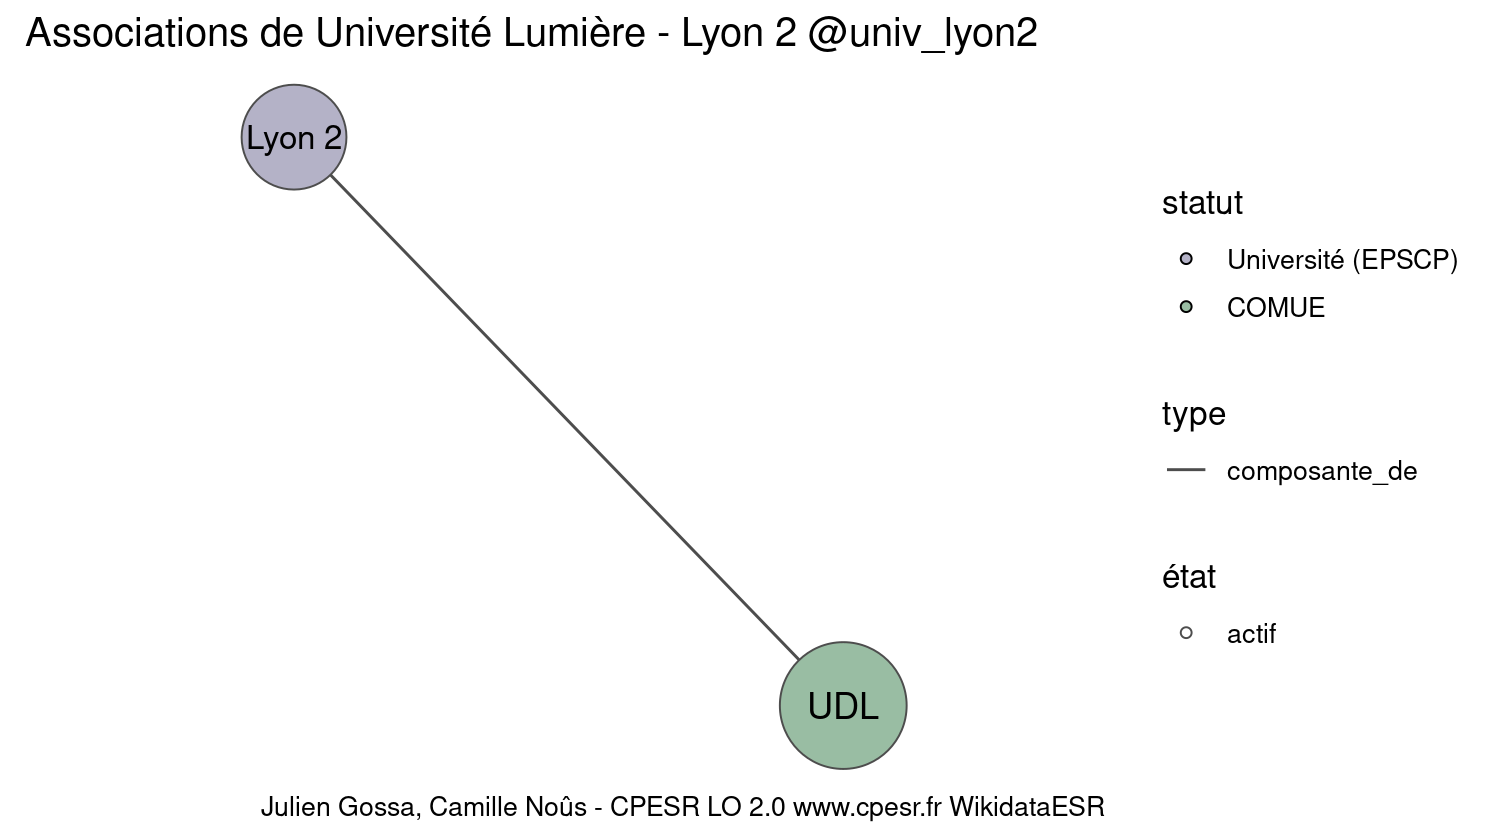 Associations de Université Lumière - Lyon 2 @univ_lyon2
Lyon 2
statut
Université (EPSCP)
COMUE
type
composante_de
état
actif
UDL
Julien Gossa, Camille Noûs - CPESR LO 2.0 www.cpesr.fr WikidataESR